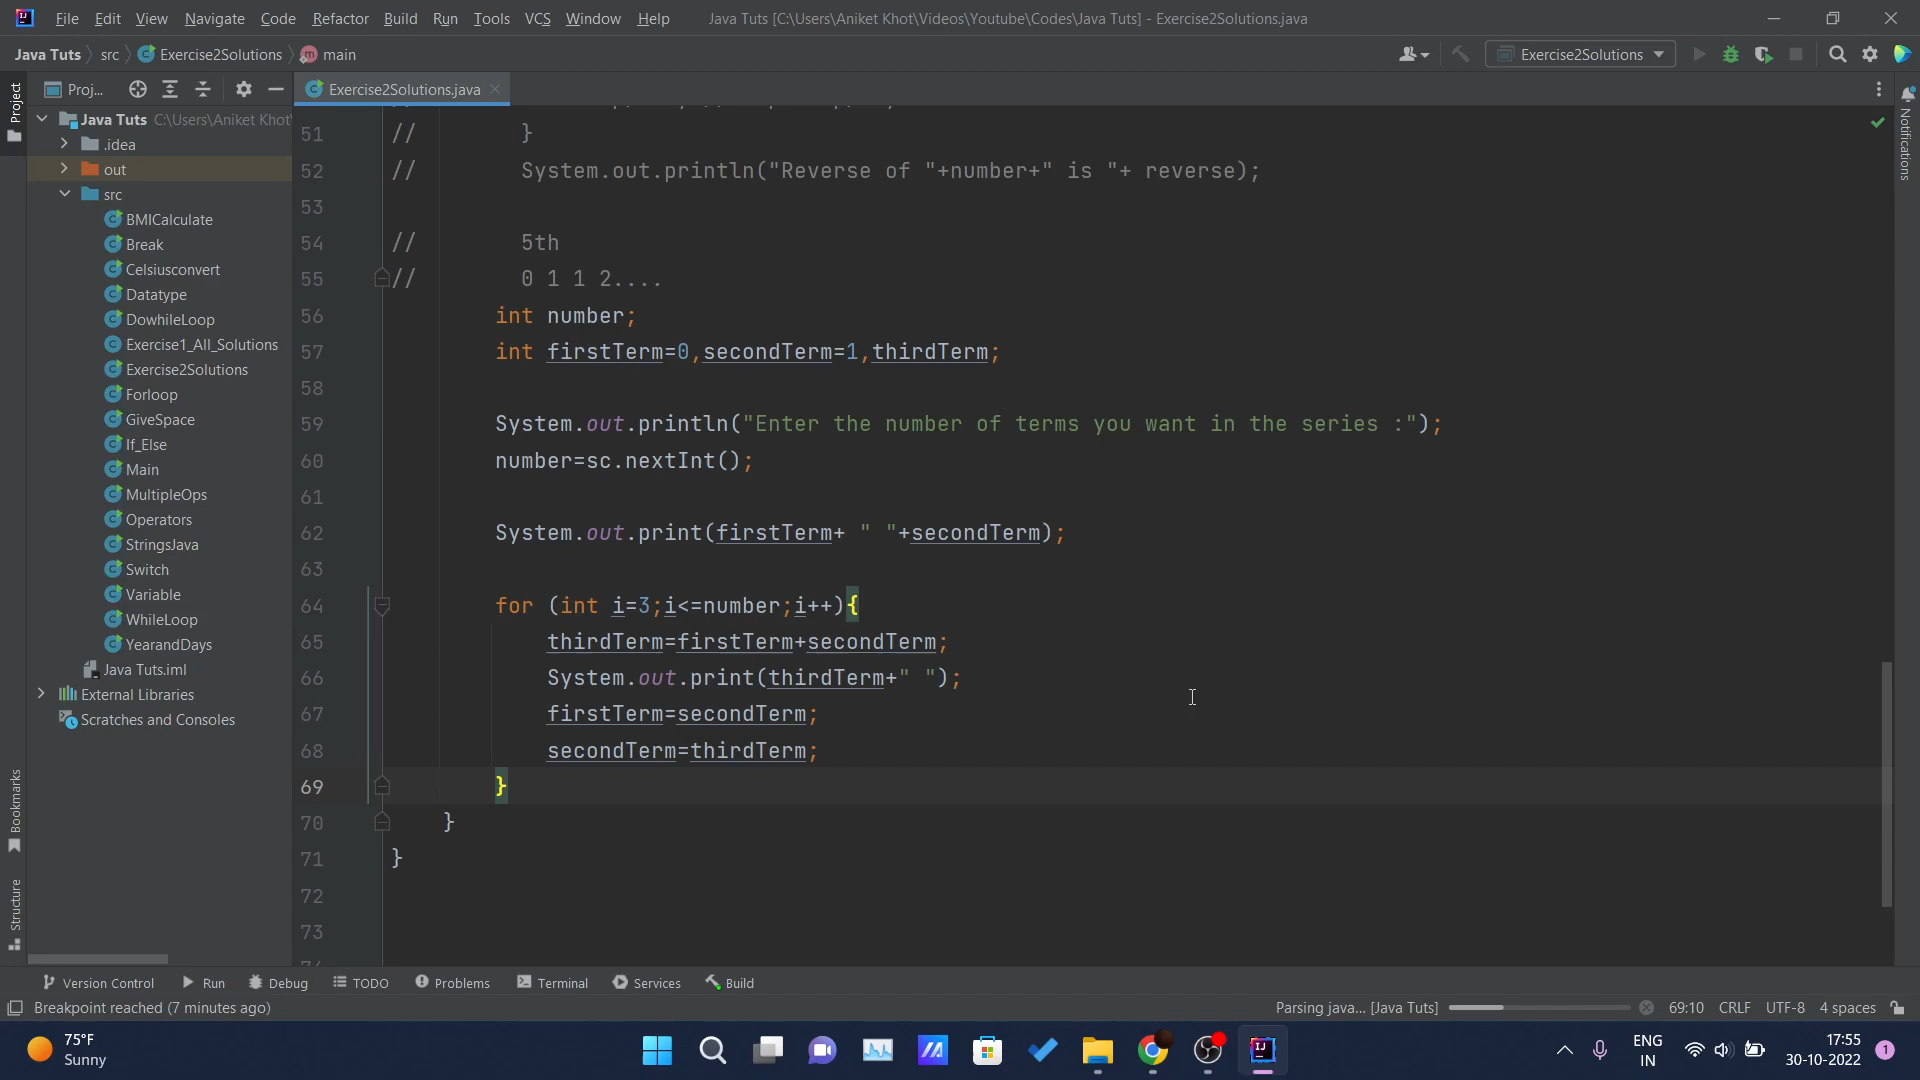 File Edit View Navigate Code Refactor Build Run Tools VCS Window Help Java Tuts [C:\Users\Aniket Khot\Videos\Youtube\Codes\Java Tuts] - Exercise2Solutions.java
Java Tuts src Exercise2Solutions main Exercise2Solutions
Project Proj... Exercise2Solutions.java
Java Tuts C:\Users\Aniket Khot
.idea
out
src
BMICalculate
Break
Celsiusconvert
Datatype
DowhileLoop
Exercise1_All_Solutions
Exercise2Solutions
Forloop
GiveSpace
If_Else
Main
MultipleOps
Operators
StringsJava
Switch
Variable
WhileLoop
YearandDays
Java Tuts.iml
External Libraries
Scratches and Consoles
51 // }
52 // System.out.println("Reverse of "+number+" is "+ reverse);
53
54 // 5th
55 // 0 1 1 2....
56 int number;
57 int firstTerm=0,secondTerm=1,thirdTerm;
58
59 System.out.println("Enter the number of terms you want in the series :");
60 number=sc.nextInt();
61
62 System.out.print(firstTerm+ " "+secondTerm);
63
64 for (int i=3;i<=number;i++){
65 thirdTerm=firstTerm+secondTerm;
66 System.out.print(thirdTerm+" ");
67 firstTerm=secondTerm;
68 secondTerm=thirdTerm;
69 }
70 }
71 }
72
73
Notifications
Bookmarks
Structure
Version Control Run Debug TODO Problems Terminal Services Build
Breakpoint reached (7 minutes ago) Parsing java... [Java Tuts] 69:10 CRLF UTF-8 4 spaces
75°F
Sunny
ENG
IN
17:55
30-10-2022
1